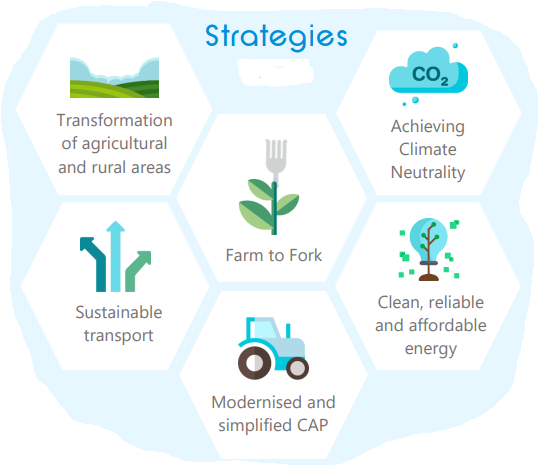 Strategies
Transformation
of agricultural
and rural areas
CO₂
Achieving
Climate
Neutrality
Farm to Fork
Sustainable
transport
Clean, reliable
and affordable
energy
Modernised and
simplified CAP